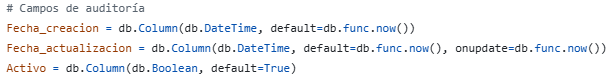 # Campos de auditoría
Fecha_creacion = db.Column(db.DateTime, default=db.func.now())
Fecha_actualizacion = db.Column(db.DateTime, default=db.func.now(), onupdate=db.func.now())
Activo = db.Column(db.Boolean, default=True)